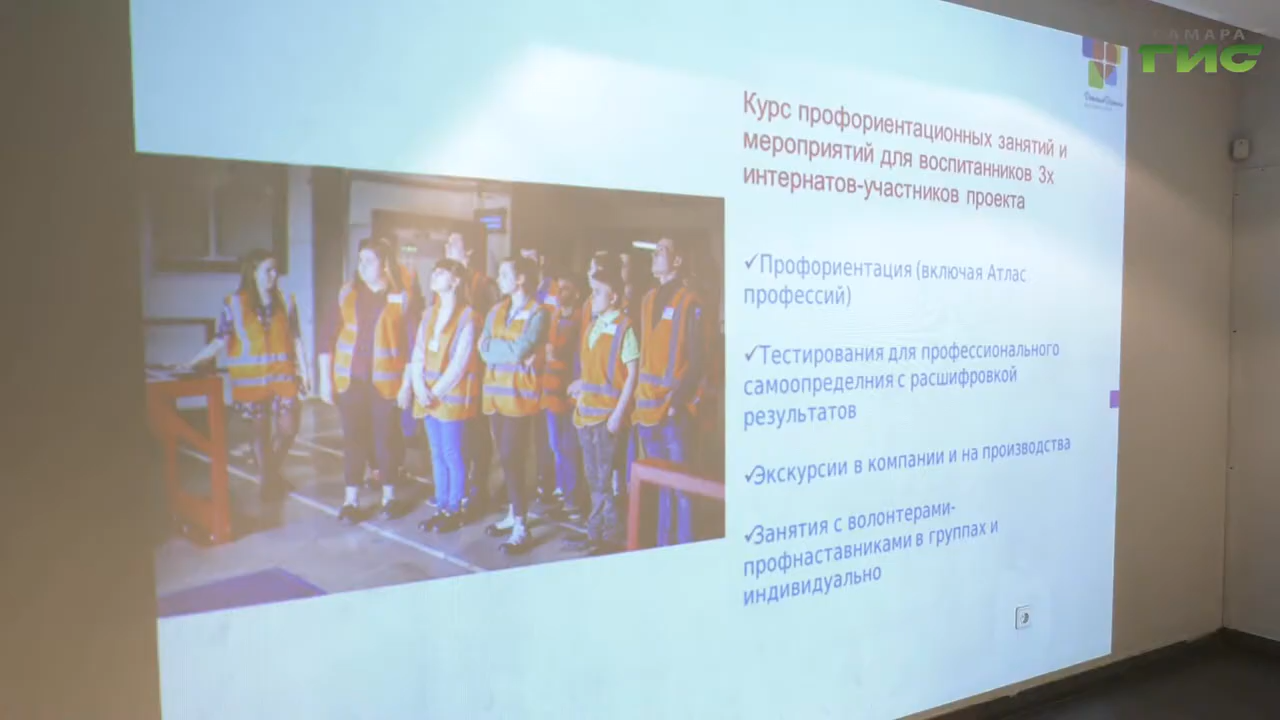 САМАРА
ГИС
Курс профориентационных занятий и
мероприятий для воспитанников 3х
интернатов-участников проекта
✓Профориентация (включая Атлас
профессий)
✓Тестирования для профессионального
самоопределния с расшифровкой
результатов
✓Экскурсии в компании и на производства
✓Занятия с волонтерами-
профнаставниками в группах и
индивидуально